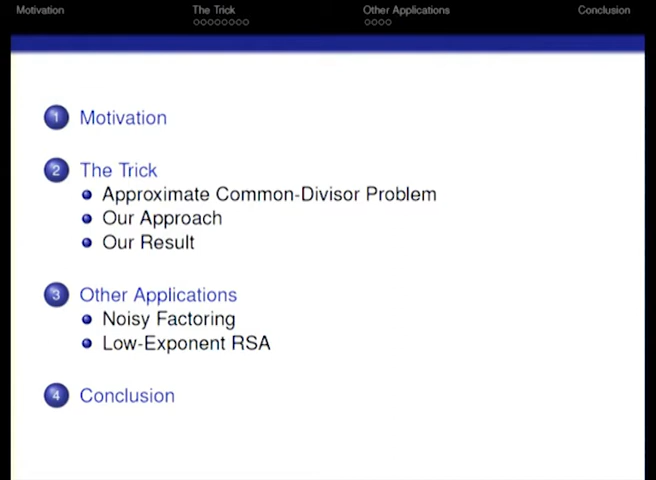 Motivation The Trick Other Applications Conclusion
1 Motivation
2 The Trick
Approximate Common-Divisor Problem
Our Approach
Our Result
3 Other Applications
Noisy Factoring
Low-Exponent RSA
4 Conclusion